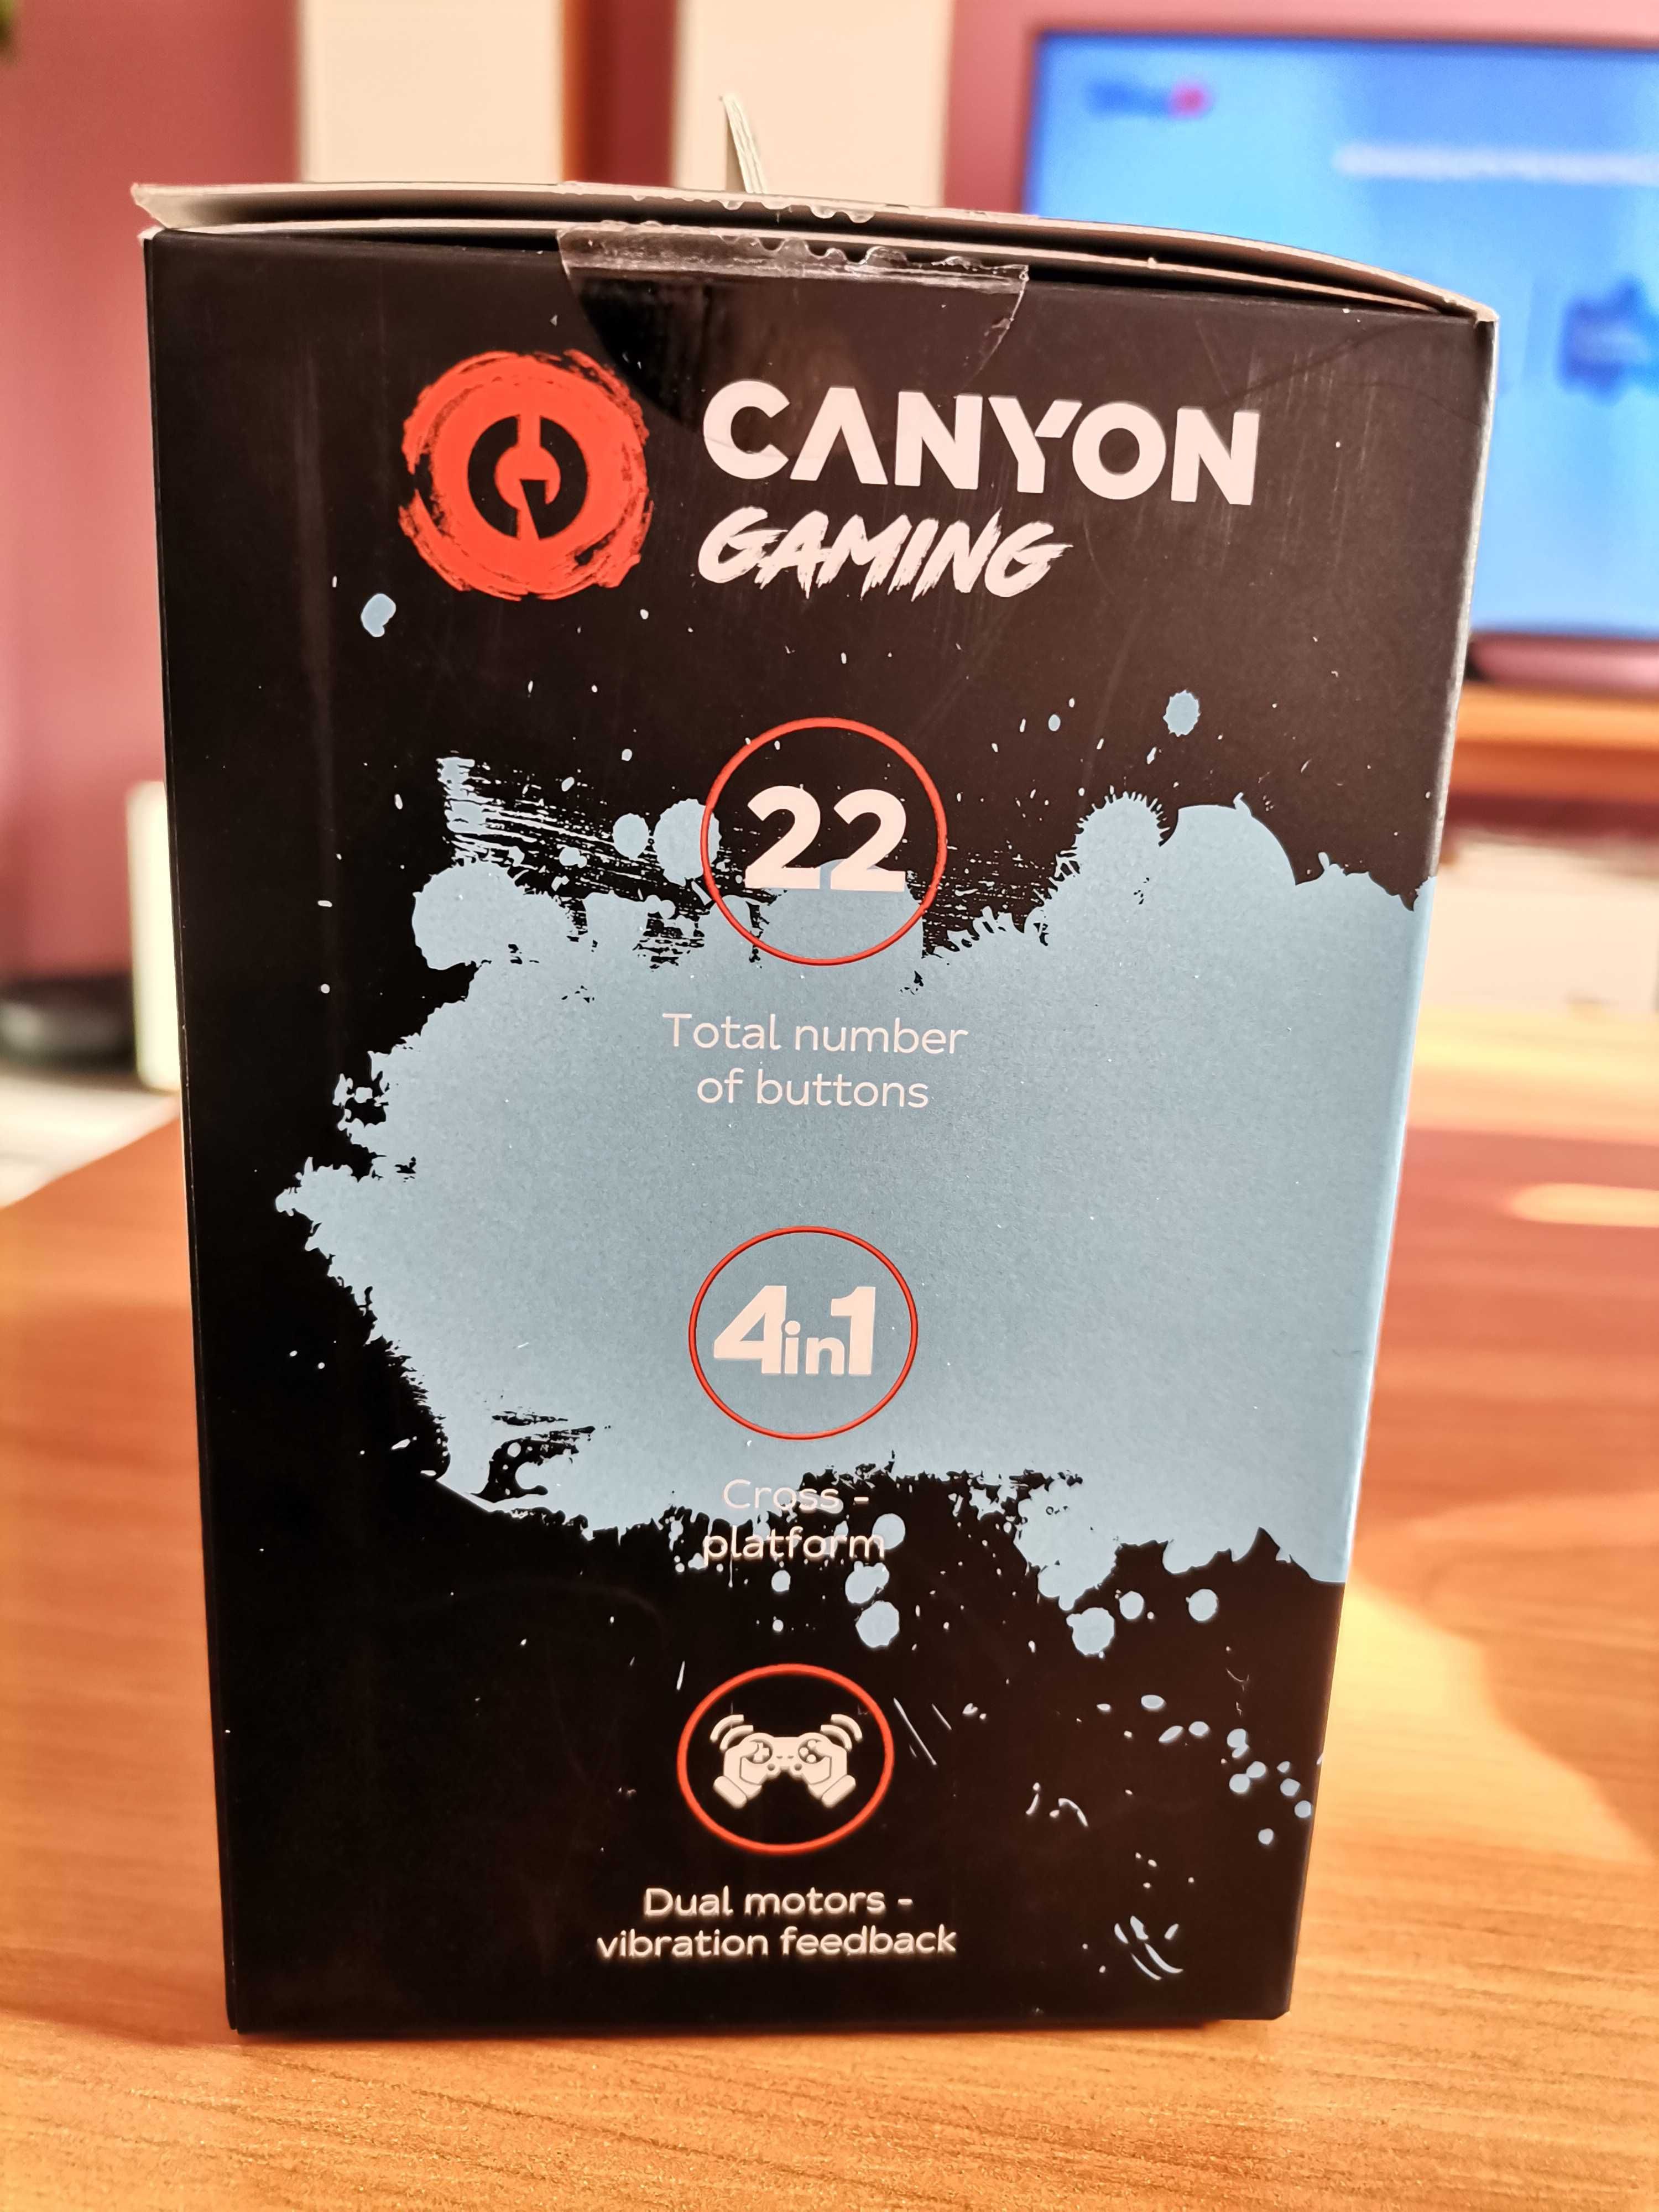 CANYON
GAMING
22
Total number
of buttons
4in1
Cross -
platform
Dual motors -
vibration feedback